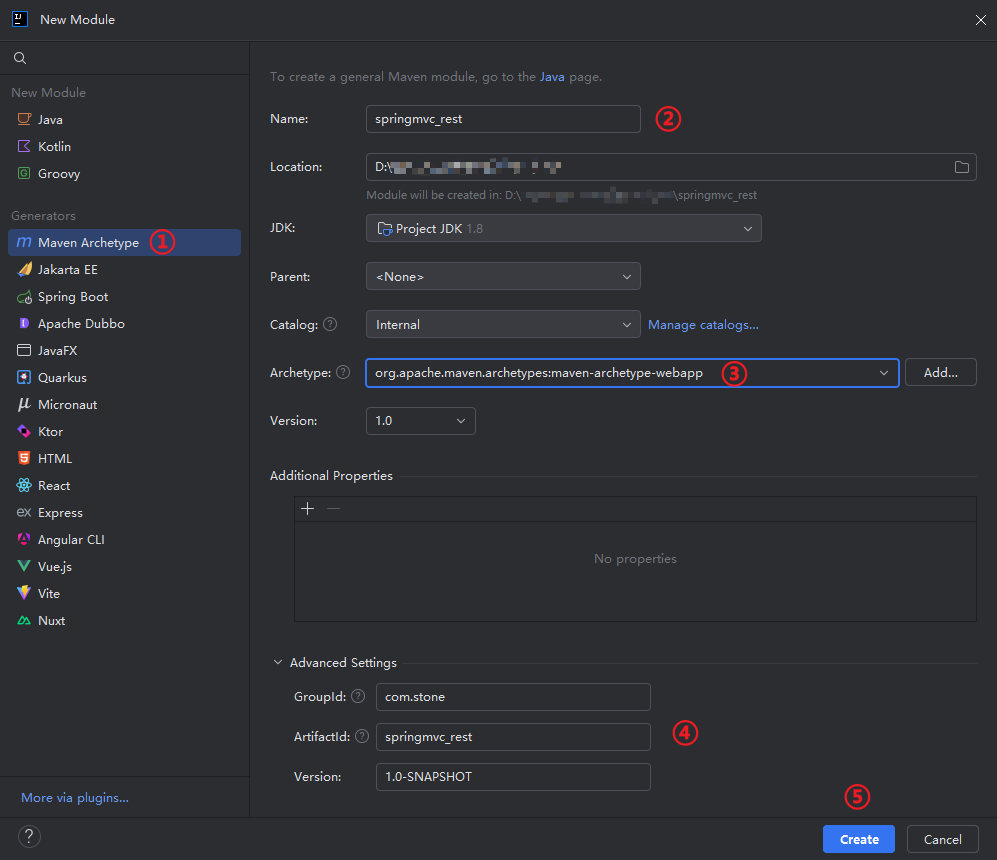 New Module
New Module
Java
Kotlin
Groovy
Generators
Maven Archetype ①
Jakarta EE
Spring Boot
Apache Dubbo
JavaFX
Quarkus
Micronaut
Ktor
HTML
React
Express
Angular CLI
Vue.js
Vite
Nuxt
More via plugins...
To create a general Maven module, go to the Java page.
Name: springmvc_rest ②
Location: D:\
Module will be created in: D:\ \springmvc_rest
JDK: Project JDK 1.8
Parent: <None>
Catalog: ? Internal Manage catalogs...
Archetype: ? org.apache.maven.archetypes:maven-archetype-webapp ③ Add...
Version: 1.0
Additional Properties
No properties
Advanced Settings
GroupId: ? com.stone
ArtifactId: ? springmvc_rest ④
Version: 1.0-SNAPSHOT
⑤
? Create Cancel